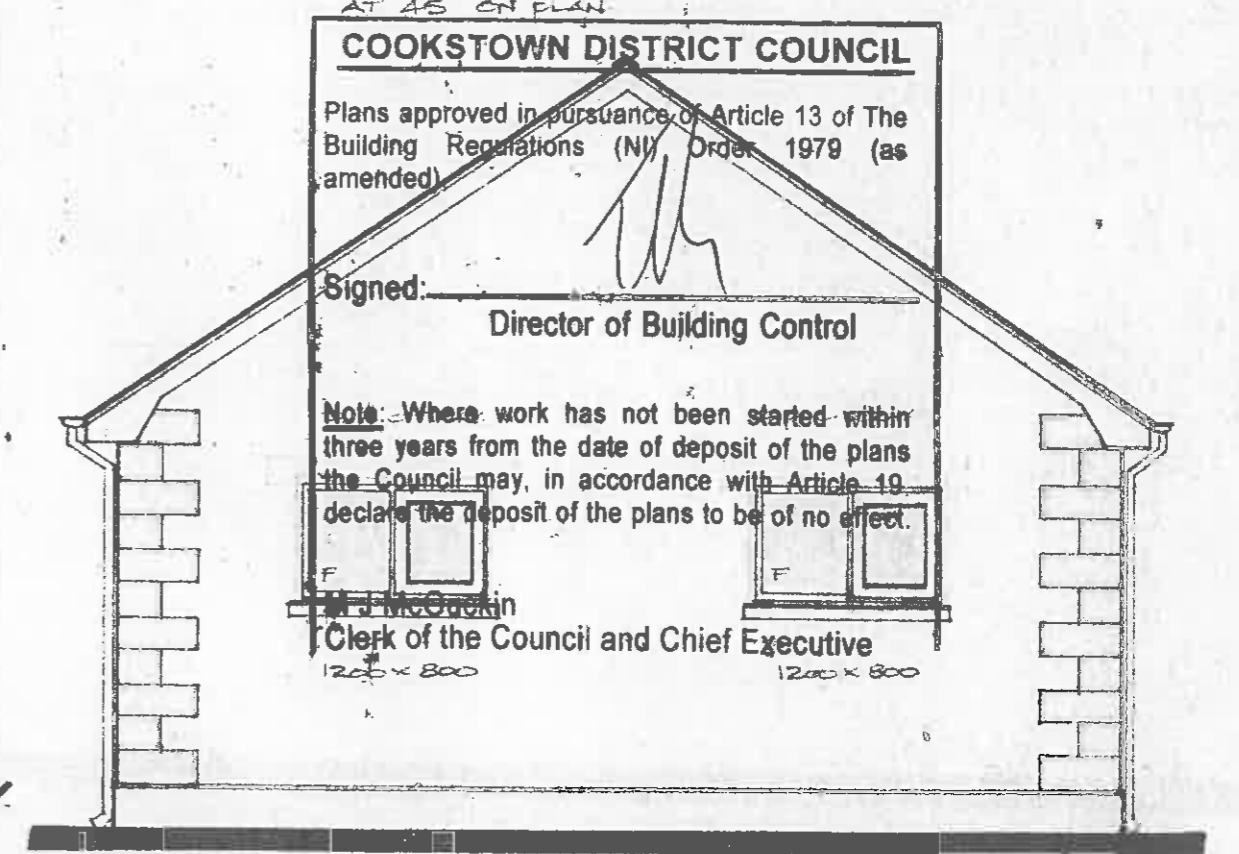 AT 45 ON PLAN
COOKSTOWN DISTRICT COUNCIL
Plans approved in pursuance of Article 13 of The
Building Regulations (NI) Order 1979 (as
amended)
Signed:
Director of Building Control
Note: Where work has not been started within
three years from the date of deposit of the plans
the Council may, in accordance with Article 19
declare the deposit of the plans to be of no effect.
F
F
M J McGuckin
Clerk of the Council and Chief Executive
1200 x 800
1200 x 800